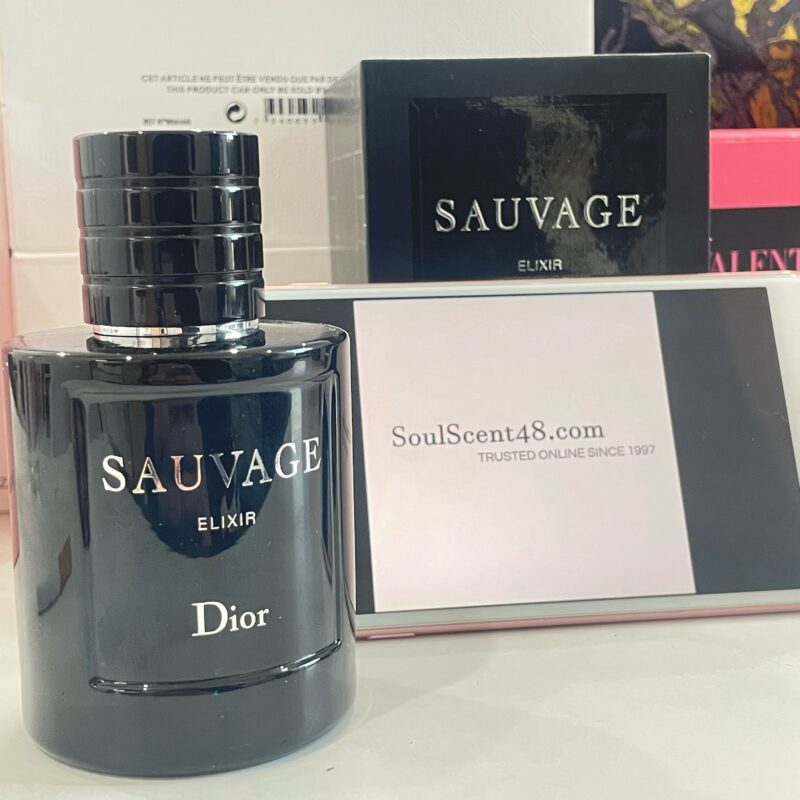 CET ARTICLE NE PEUT ÊTRE VENDU QUE PAR DE
THIS PRODUCT CAN ONLY BE SOLD BY
SAUVAGE
ELIXIR
VALENT
SoulScent48.com
TRUSTED ONLINE SINCE 1997
SAUVAGE
ELIXIR
Dior